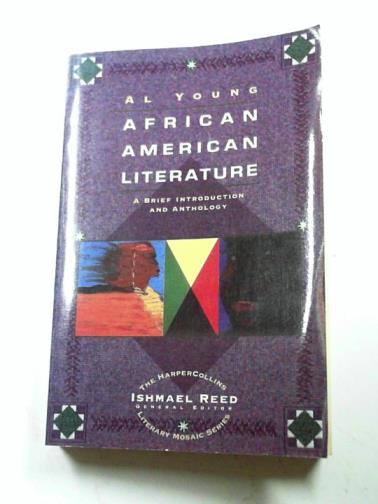 AL YOUNG
AFRICAN
AMERICAN
LITERATURE
A BRIEF INTRODUCTION
AND ANTHOLOGY
THE HARPERCOLLINS
ISHMAEL REED
GENERAL EDITOR
LITERARY MOSAIC SERIES